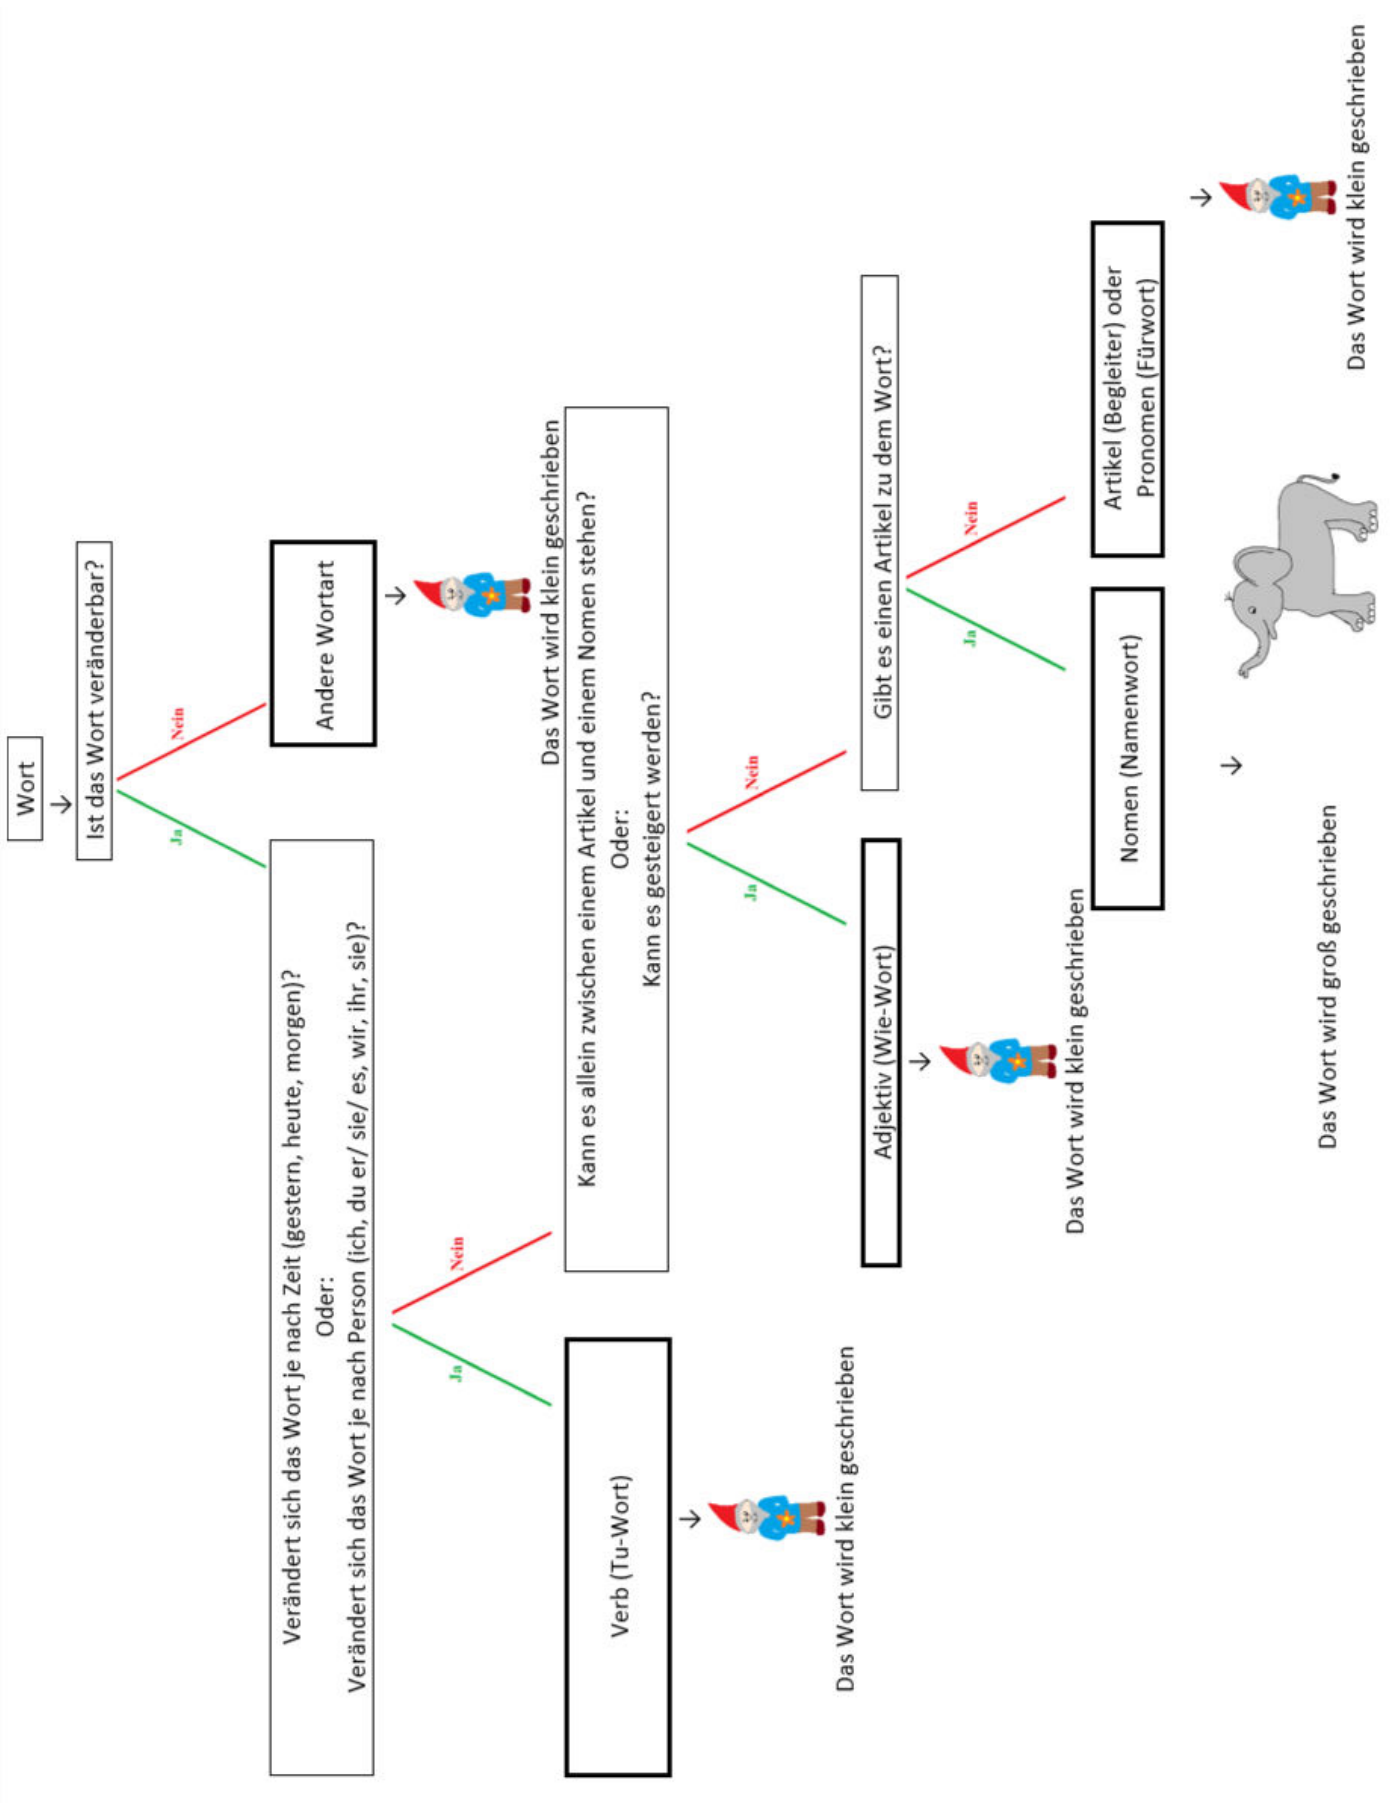 Wort
Ist das Wort veränderbar?
Ja
Nein
Verändert sich das Wort je nach Zeit (gestern, heute, morgen)?
Oder:
Verändert sich das Wort je nach Person (ich, du er/ sie/ es, wir, ihr, sie)?
Andere Wortart
Das Wort wird klein geschrieben
Ja
Nein
Verb (Tu-Wort)
Das Wort wird klein geschrieben
Kann es allein zwischen einem Artikel und einem Nomen stehen?
Oder:
Kann es gesteigert werden?
Ja
Nein
Adjektiv (Wie-Wort)
Das Wort wird klein geschrieben
Gibt es einen Artikel zu dem Wort?
Ja
Nein
Nomen (Namenwort)
Das Wort wird groß geschrieben
Artikel (Begleiter) oder
Pronomen (Fürwort)
Das Wort wird klein geschrieben